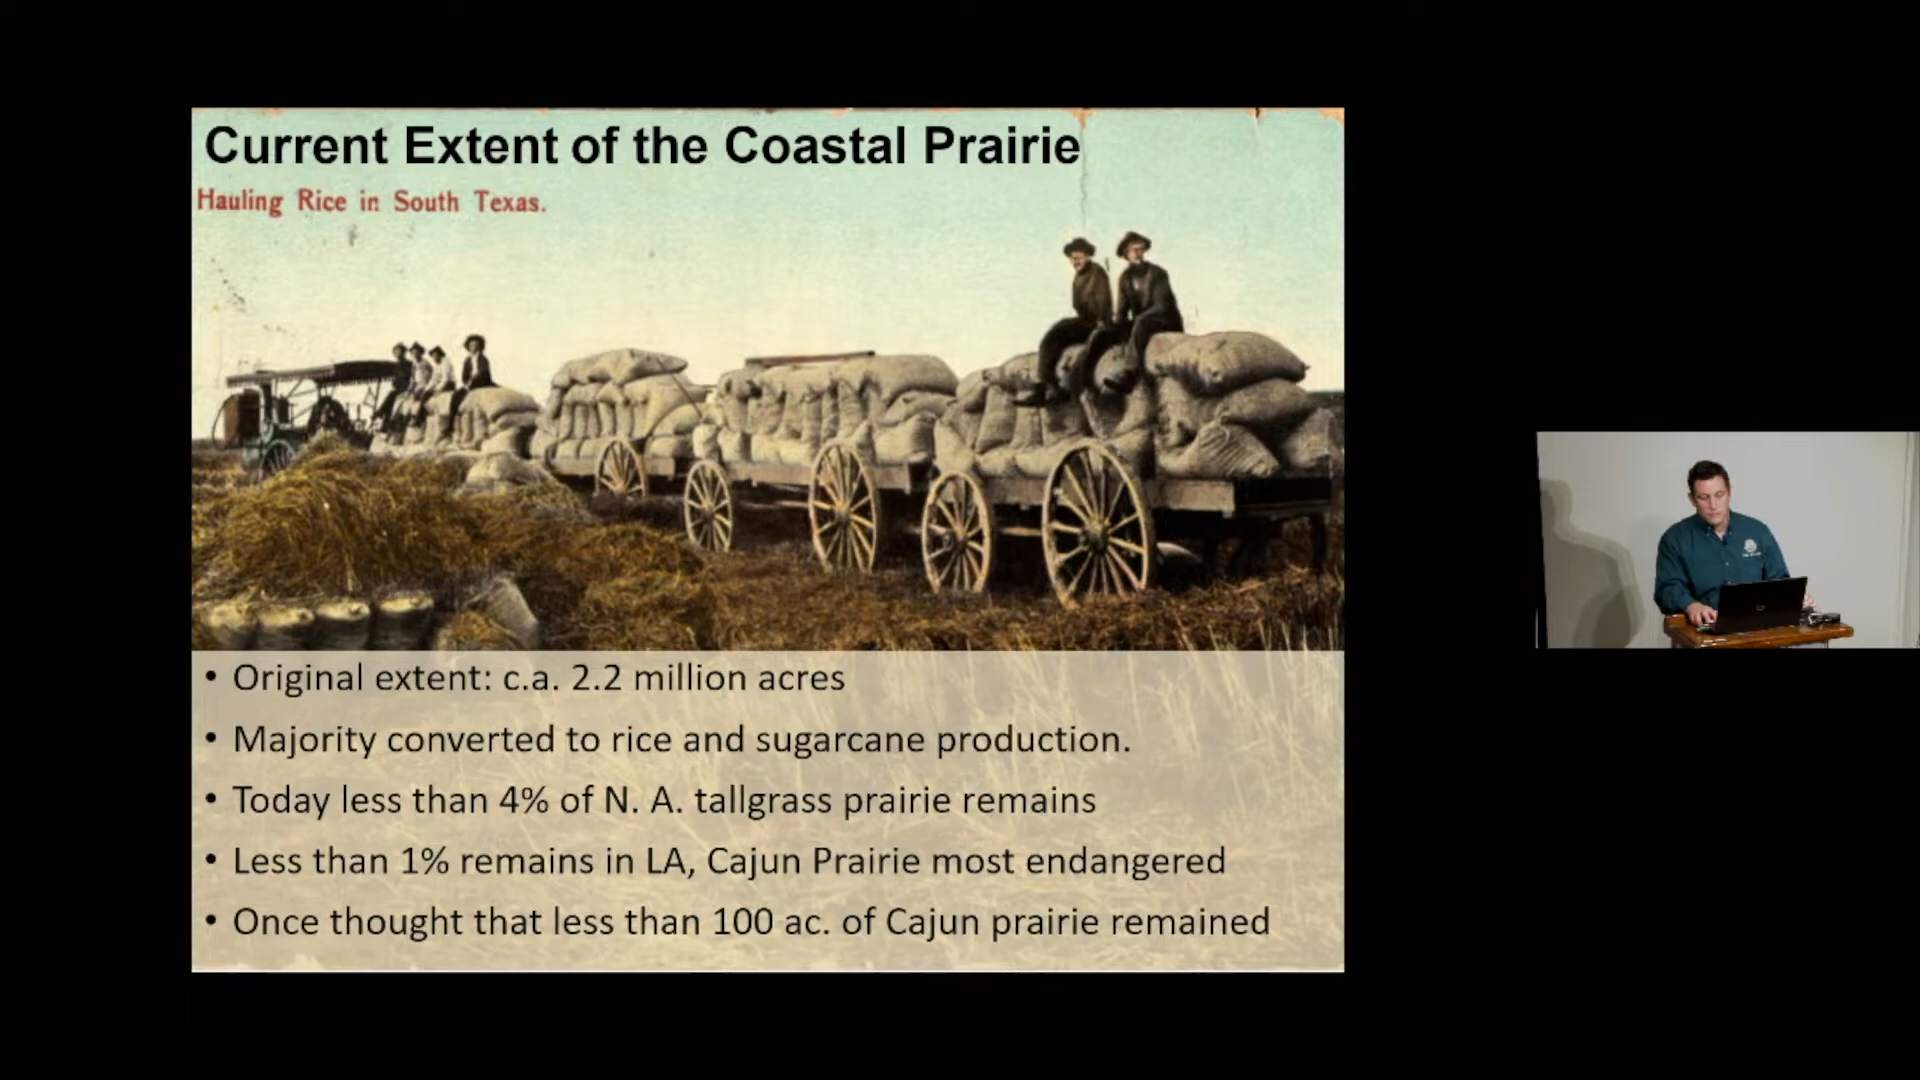 Current Extent of the Coastal Prairie
Hauling Rice in South Texas.
• Original extent: c.a. 2.2 million acres
• Majority converted to rice and sugarcane production.
• Today less than 4% of N. A. tallgrass prairie remains
• Less than 1% remains in LA, Cajun Prairie most endangered
• Once thought that less than 100 ac. of Cajun prairie remained